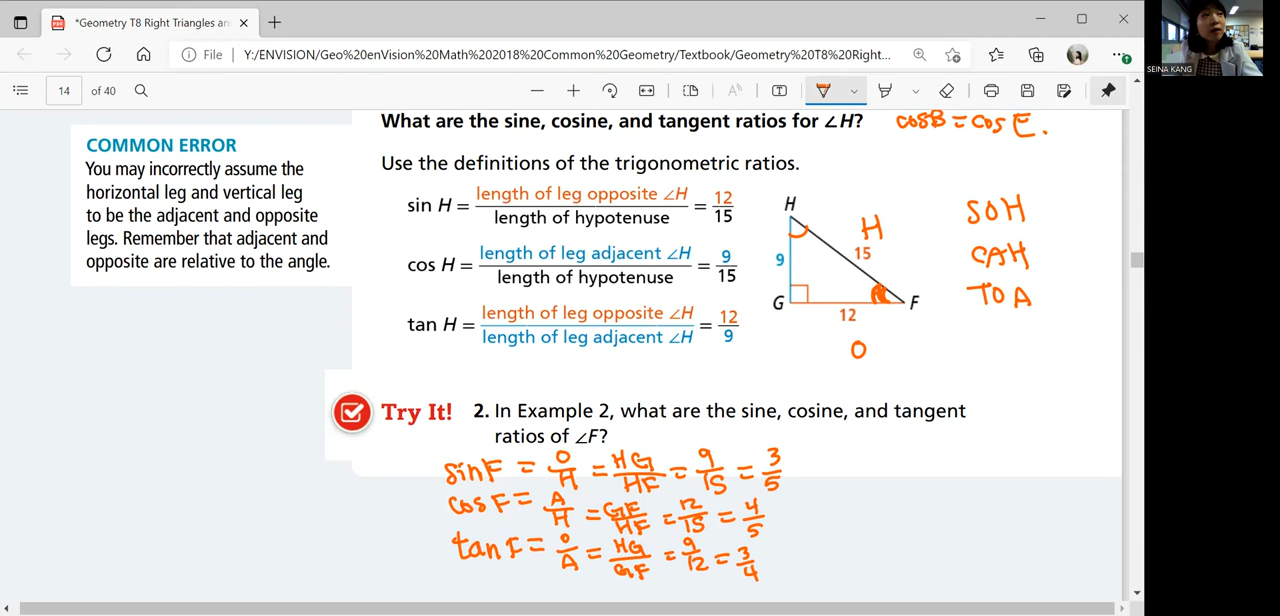 *Geometry T8 Right Triangles an
File Y:/ENVISION/Geo%20enVision%20Math%202018%20Common%20Geometry/Textbook/Geometry%20T8%20Right...
SEINA KANG
14 of 40
What are the sine, cosine, and tangent ratios for ∠H?
cosB = cos E.
COMMON ERROR
You may incorrectly assume the
horizontal leg and vertical leg
to be the adjacent and opposite
legs. Remember that adjacent and
opposite are relative to the angle.
Use the definitions of the trigonometric ratios.
sin H = length of leg opposite ∠H / length of hypotenuse = 12/15
cos H = length of leg adjacent ∠H / length of hypotenuse = 9/15
tan H = length of leg opposite ∠H / length of leg adjacent ∠H = 12/9
H
H
15
9
G
F
12
O
SOH
CAH
TOA
Try It! 2. In Example 2, what are the sine, cosine, and tangent
ratios of ∠F?
sinF = O/H = HG/HF = 9/15 = 3/5
cosF = A/H = GF/HF = 12/15 = 4/5
tanF = O/A = HG/GF = 9/12 = 3/4